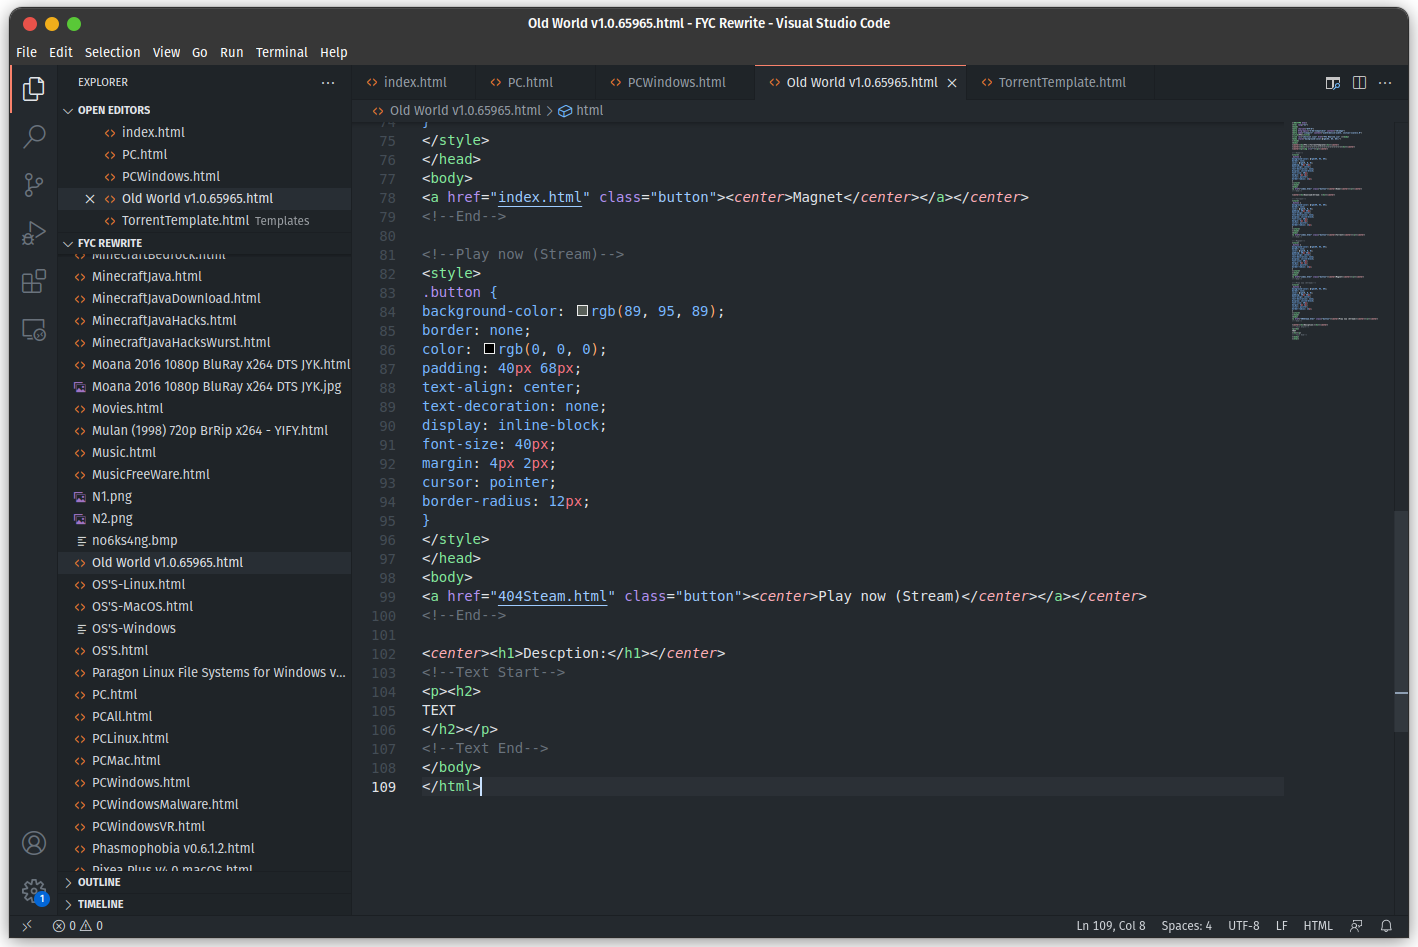 Old World v1.0.65965.html - FYC Rewrite - Visual Studio Code
File Edit Selection View Go Run Terminal Help
EXPLORER
OPEN EDITORS
index.html
PC.html
PCWindows.html
Old World v1.0.65965.html
TorrentTemplate.html Templates
FYC REWRITE
MinecraftBedrock.html
MinecraftJava.html
MinecraftJavaDownload.html
MinecraftJavaHacks.html
MinecraftJavaHacksWurst.html
Moana 2016 1080p BluRay x264 DTS JYK.html
Moana 2016 1080p BluRay x264 DTS JYK.jpg
Movies.html
Mulan (1998) 720p BrRip x264 - YIFY.html
Music.html
MusicFreeWare.html
N1.png
N2.png
no6ks4ng.bmp
Old World v1.0.65965.html
OS'S-Linux.html
OS'S-MacOS.html
OS'S-Windows
OS'S.html
Paragon Linux File Systems for Windows v...
PC.html
PCAll.html
PCLinux.html
PCMac.html
PCWindows.html
PCWindowsMalware.html
PCWindowsVR.html
Phasmophobia v0.6.1.2.html
Pixea Plus v4.0 macOS.html
OUTLINE
TIMELINE
index.html PC.html PCWindows.html Old World v1.0.65965.html TorrentTemplate.html
Old World v1.0.65965.html > html
74 }
75 </style>
76 </head>
77 <body>
78 <a href="index.html" class="button"><center>Magnet</center></a></center>
79 <!--End-->
80
81 <!--Play now (Stream)-->
82 <style>
83 .button {
84 background-color: rgb(89, 95, 89);
85 border: none;
86 color: rgb(0, 0, 0);
87 padding: 40px 68px;
88 text-align: center;
89 text-decoration: none;
90 display: inline-block;
91 font-size: 40px;
92 margin: 4px 2px;
93 cursor: pointer;
94 border-radius: 12px;
95 }
96 </style>
97 </head>
98 <body>
99 <a href="404Steam.html" class="button"><center>Play now (Stream)</center></a></center>
100 <!--End-->
101
102 <center><h1>Descption:</h1></center>
103 <!--Text Start-->
104 <p><h2>
105 TEXT
106 </h2></p>
107 <!--Text End-->
108 </body>
109 </html>
1
0 0
Ln 109, Col 8 Spaces: 4 UTF-8 LF HTML